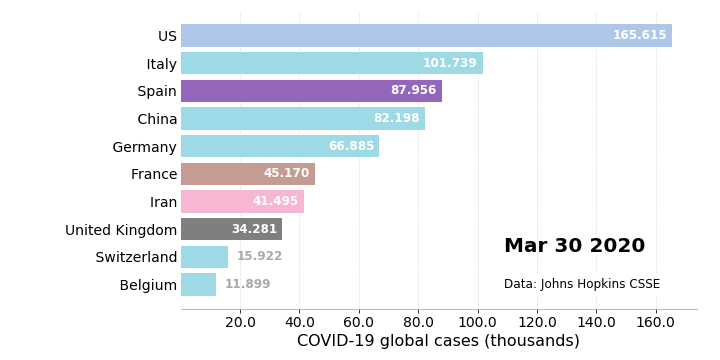 US 165.615
Italy 101.739
Spain 87.956
China 82.198
Germany 66.885
France 45.170
Iran 41.495
United Kingdom 34.281
Switzerland 15.922
Belgium 11.899
Mar 30 2020
Data: Johns Hopkins CSSE
20.0 40.0 60.0 80.0 100.0 120.0 140.0 160.0
COVID-19 global cases (thousands)